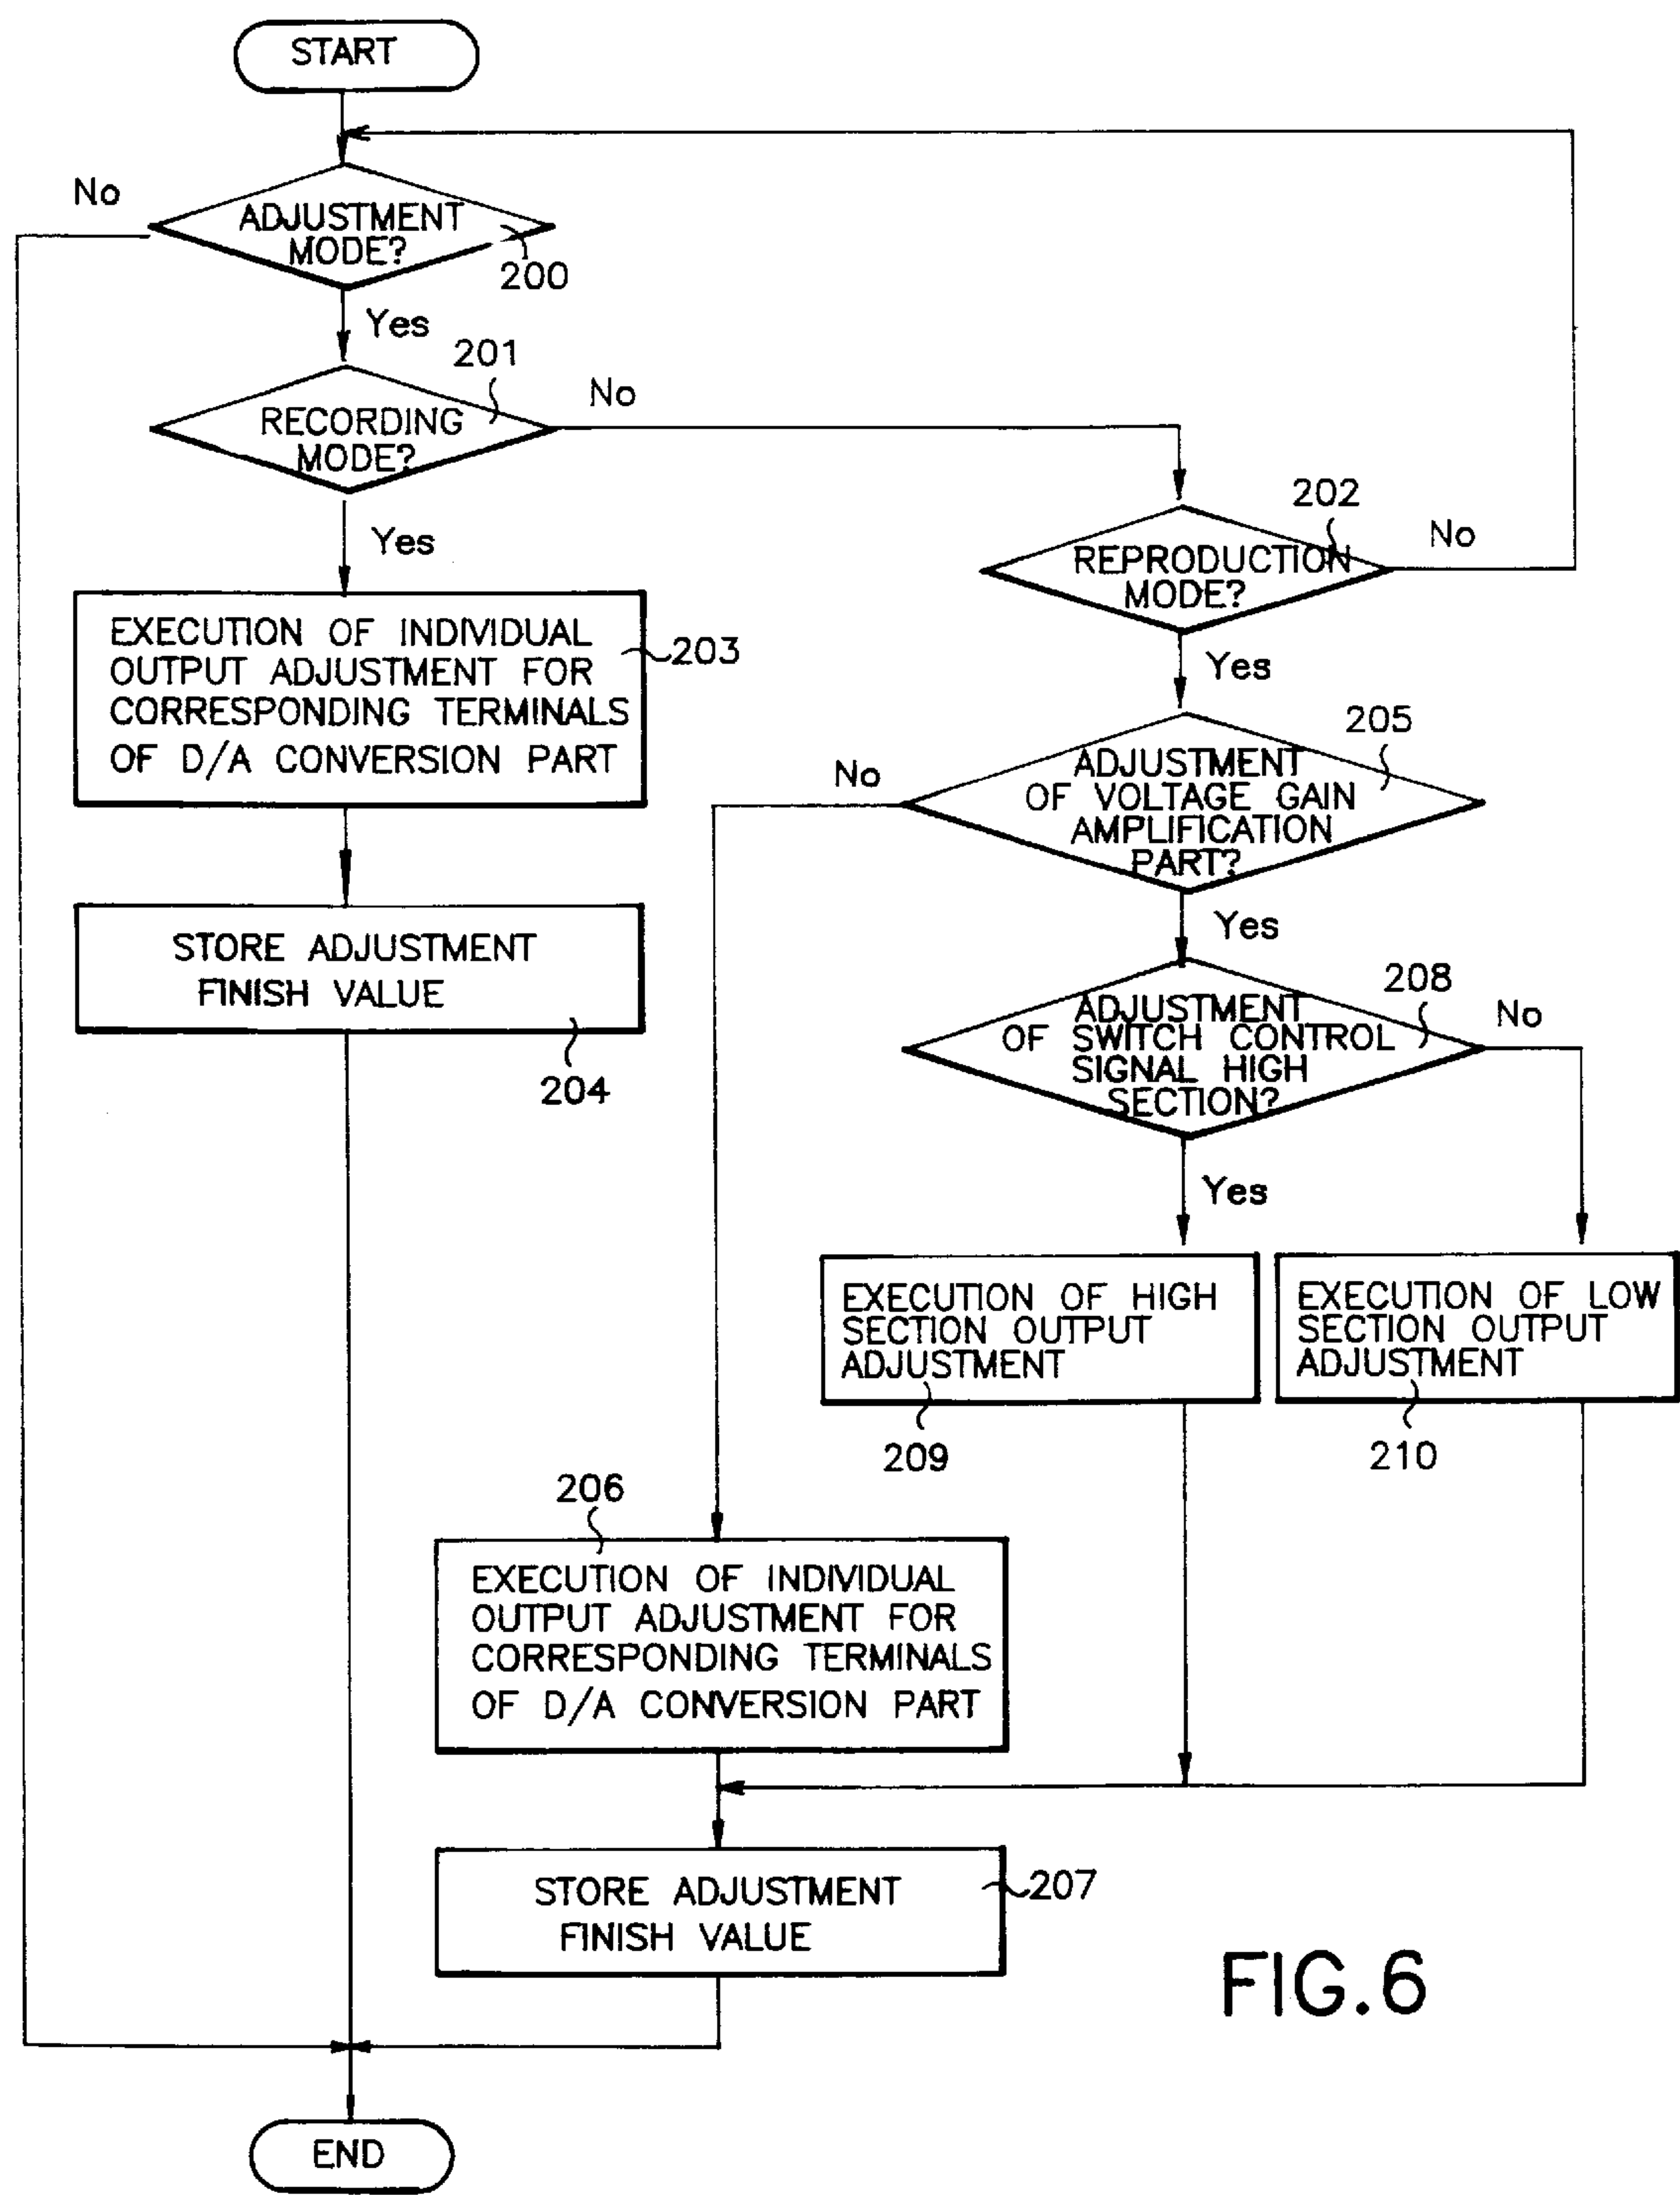 START
No
ADJUSTMENT
MODE?
200
Yes
201
RECORDING
MODE?
No
Yes
202
REPRODUCTION
MODE?
No
Yes
EXECUTION OF INDIVIDUAL
OUTPUT ADJUSTMENT FOR
CORRESPONDING TERMINALS
OF D/A CONVERSION PART
203
205
ADJUSTMENT
OF VOLTAGE GAIN
AMPLIFICATION
PART?
No
Yes
STORE ADJUSTMENT
FINISH VALUE
204
208
ADJUSTMENT
OF SWITCH CONTROL
SIGNAL HIGH
SECTION?
No
Yes
EXECUTION OF HIGH
SECTION OUTPUT
ADJUSTMENT
209
EXECUTION OF LOW
SECTION OUTPUT
ADJUSTMENT
210
206
EXECUTION OF INDIVIDUAL
OUTPUT ADJUSTMENT FOR
CORRESPONDING TERMINALS
OF D/A CONVERSION PART
STORE ADJUSTMENT
FINISH VALUE
207
FIG.6
END